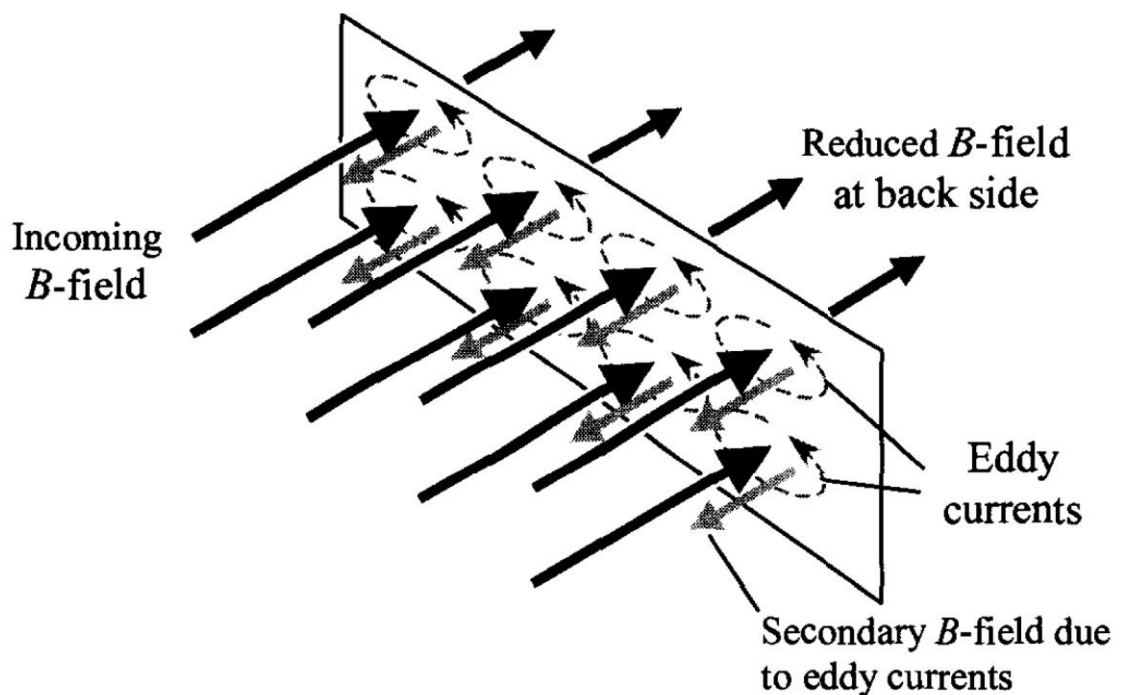 Reduced B-field
at back side
Incoming
B-field
Eddy
currents
Secondary B-field due
to eddy currents